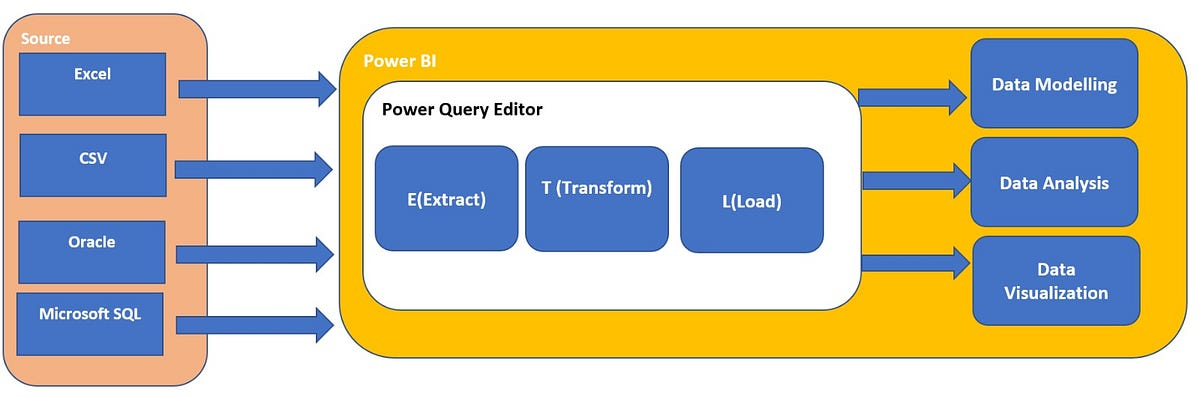 Source
Excel
CSV
Oracle
Microsoft SQL
Power BI
Power Query Editor
E(Extract)
T (Transform)
L(Load)
Data Modelling
Data Analysis
Data
Visualization